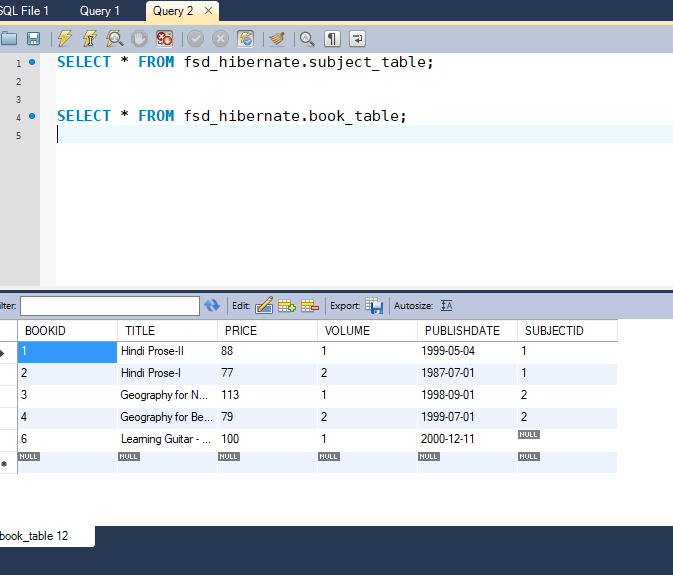 SQL File 1 Query 1 Query 2
1 SELECT * FROM fsd_hibernate.subject_table;
2
3
4 SELECT * FROM fsd_hibernate.book_table;
5
ilter: Edit: Export: Autosize:
BOOKID TITLE PRICE VOLUME PUBLISHDATE SUBJECTID
1 Hindi Prose-II 88 1 1999-05-04 1
2 Hindi Prose-I 77 2 1987-07-01 1
3 Geography for N... 113 1 1998-09-01 2
4 Geography for Be... 79 2 1999-07-01 2
6 Learning Guitar - ... 100 1 2000-12-11 NULL
NULL NULL NULL NULL NULL NULL
book_table 12